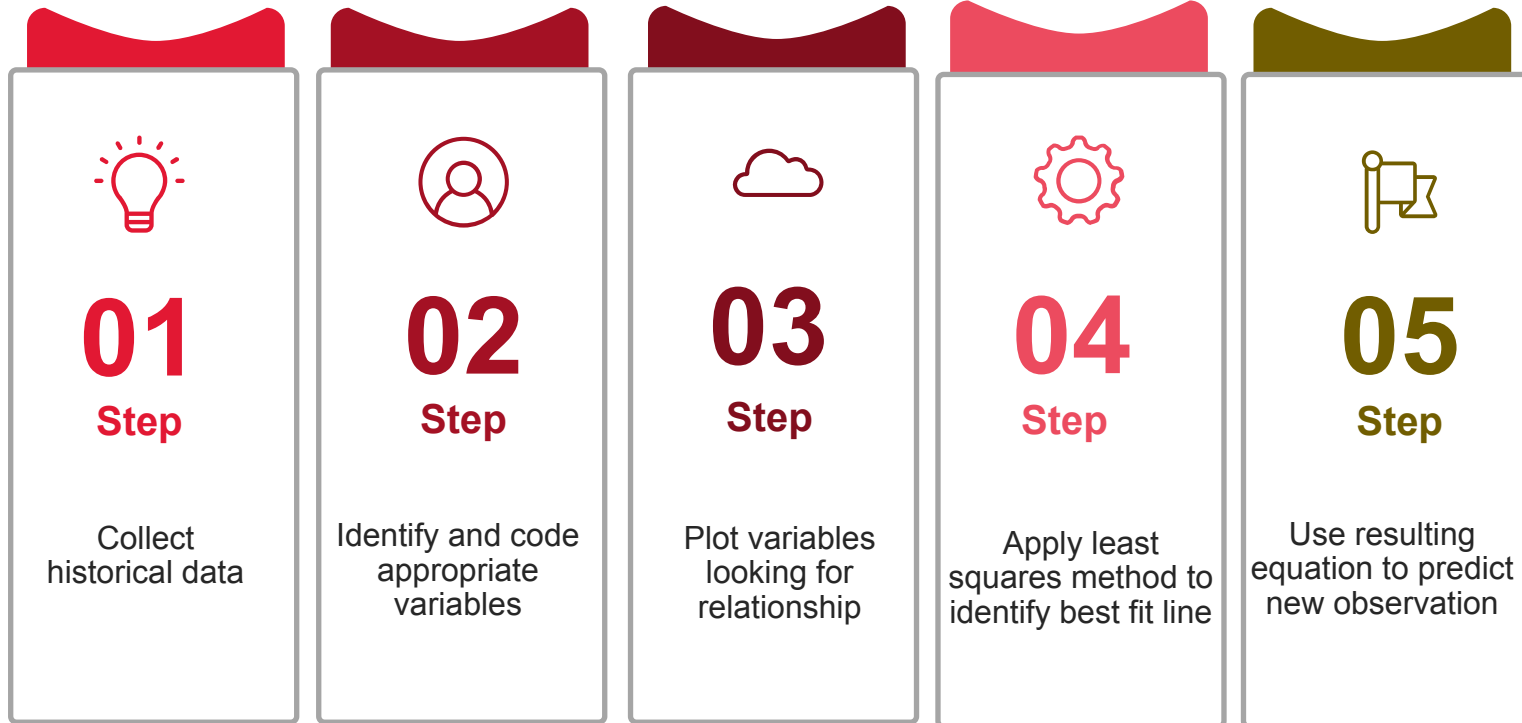 01
Step
Collect
historical data
02
Step
Identify and code
appropriate
variables
03
Step
Plot variables
looking for
relationship
04
Step
Apply least
squares method to
identify best fit line
05
Step
Use resulting
equation to predict
new observation